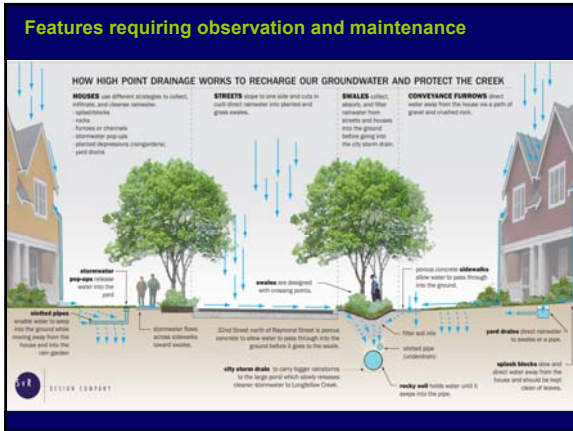 Features requiring observation and maintenance
HOW HIGH POINT DRAINAGE WORKS TO RECHARGE OUR GROUNDWATER AND PROTECT THE CREEK
HOUSES use different strategies to collect,
infiltrate, and cleanse rainwater.
- splashblocks
- rocks
- furrows or channels
- stormwater pop-ups
- planted depressions (raingardens)
- yard drains
STREETS slope to one side and cuts in
curb direct rainwater into planted and
grass swales.
SWALES collect,
absorb, and filter
rainwater from
streets and houses
into the ground
before going into
the city storm drain.
CONVEYANCE FURROWS direct
water away from the house via a path of
gravel and crushed rock.
stormwater
pop-ups release
water into the
yard
slotted pipes
enable water to seep
into the ground while
moving away from the
house and into the
rain garden
stormwater flows
across sidewalks
toward swales.
swales are designed
with crossing points.
32nd Street north of Raymond Street is porous
concrete to allow water to pass through into the
ground before it goes to the swale.
city storm drain to carry bigger rainstorms
to the large pond which slowly releases
cleaner stormwater to Longfellow Creek.
porous concrete sidewalks
allow water to pass through
into the ground.
filter soil mix
slotted pipe
(underdrain)
rocky soil holds water until it
seeps into the pipe.
yard drains direct rainwater
to swales or a pipe.
splash blocks slow and
direct water away from the
house and should be kept
clean of leaves.
SvR DESIGN COMPANY